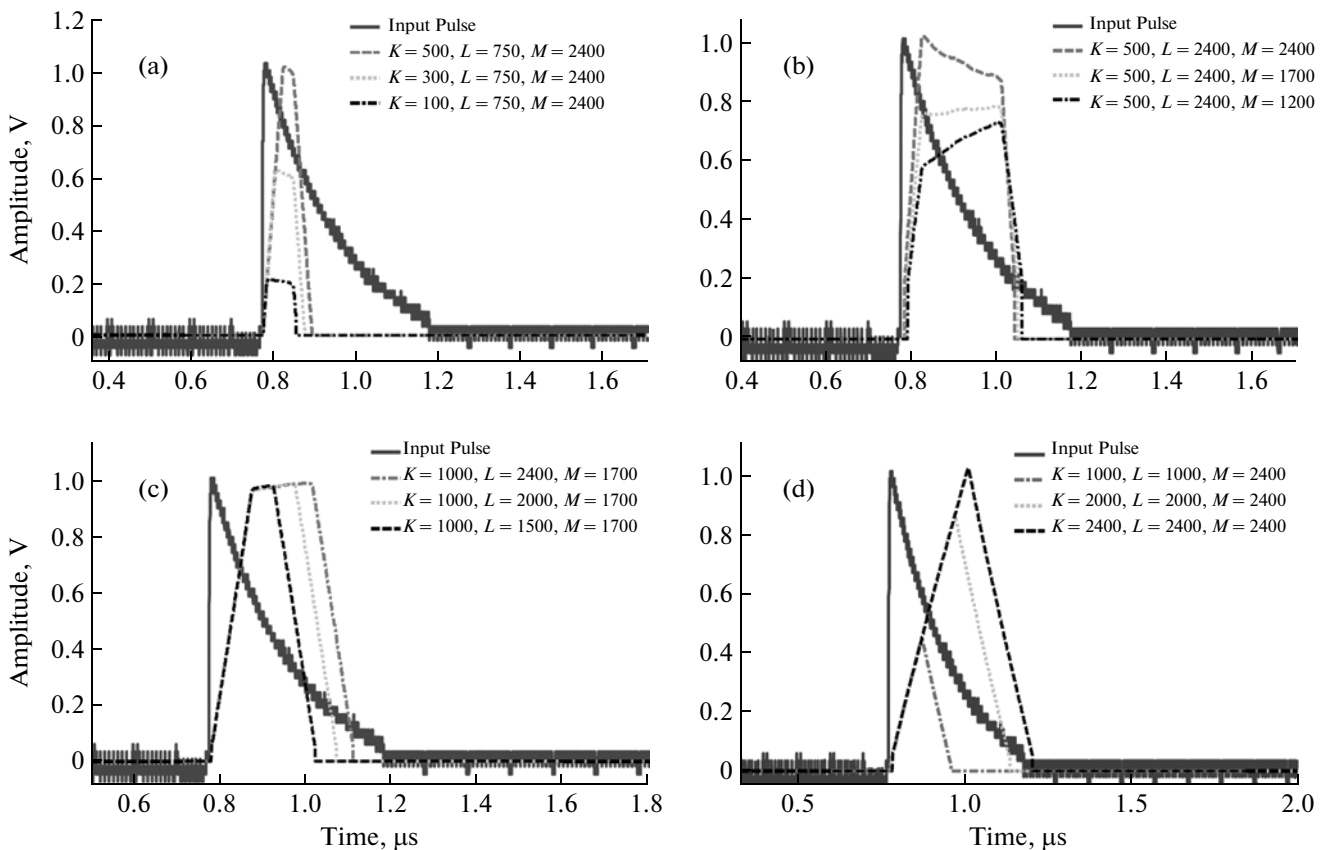 (a)
Input Pulse
K = 500, L = 750, M = 2400
K = 300, L = 750, M = 2400
K = 100, L = 750, M = 2400
Amplitude, V
1.2
1.0
0.8
0.6
0.4
0.2
0
0.4 0.6 0.8 1.0 1.2 1.4 1.6
(b)
Input Pulse
K = 500, L = 2400, M = 2400
K = 500, L = 2400, M = 1700
K = 500, L = 2400, M = 1200
1.0
0.8
0.6
0.4
0.2
0
0.4 0.6 0.8 1.0 1.2 1.4 1.6
(c)
Input Pulse
K = 1000, L = 2400, M = 1700
K = 1000, L = 2000, M = 1700
K = 1000, L = 1500, M = 1700
Amplitude, V
1.0
0.8
0.6
0.4
0.2
0
0.6 0.8 1.0 1.2 1.4 1.6 1.8
Time, μs
(d)
Input Pulse
K = 1000, L = 1000, M = 2400
K = 2000, L = 2000, M = 2400
K = 2400, L = 2400, M = 2400
1.0
0.8
0.6
0.4
0.2
0
0.5 1.0 1.5 2.0
Time, μs